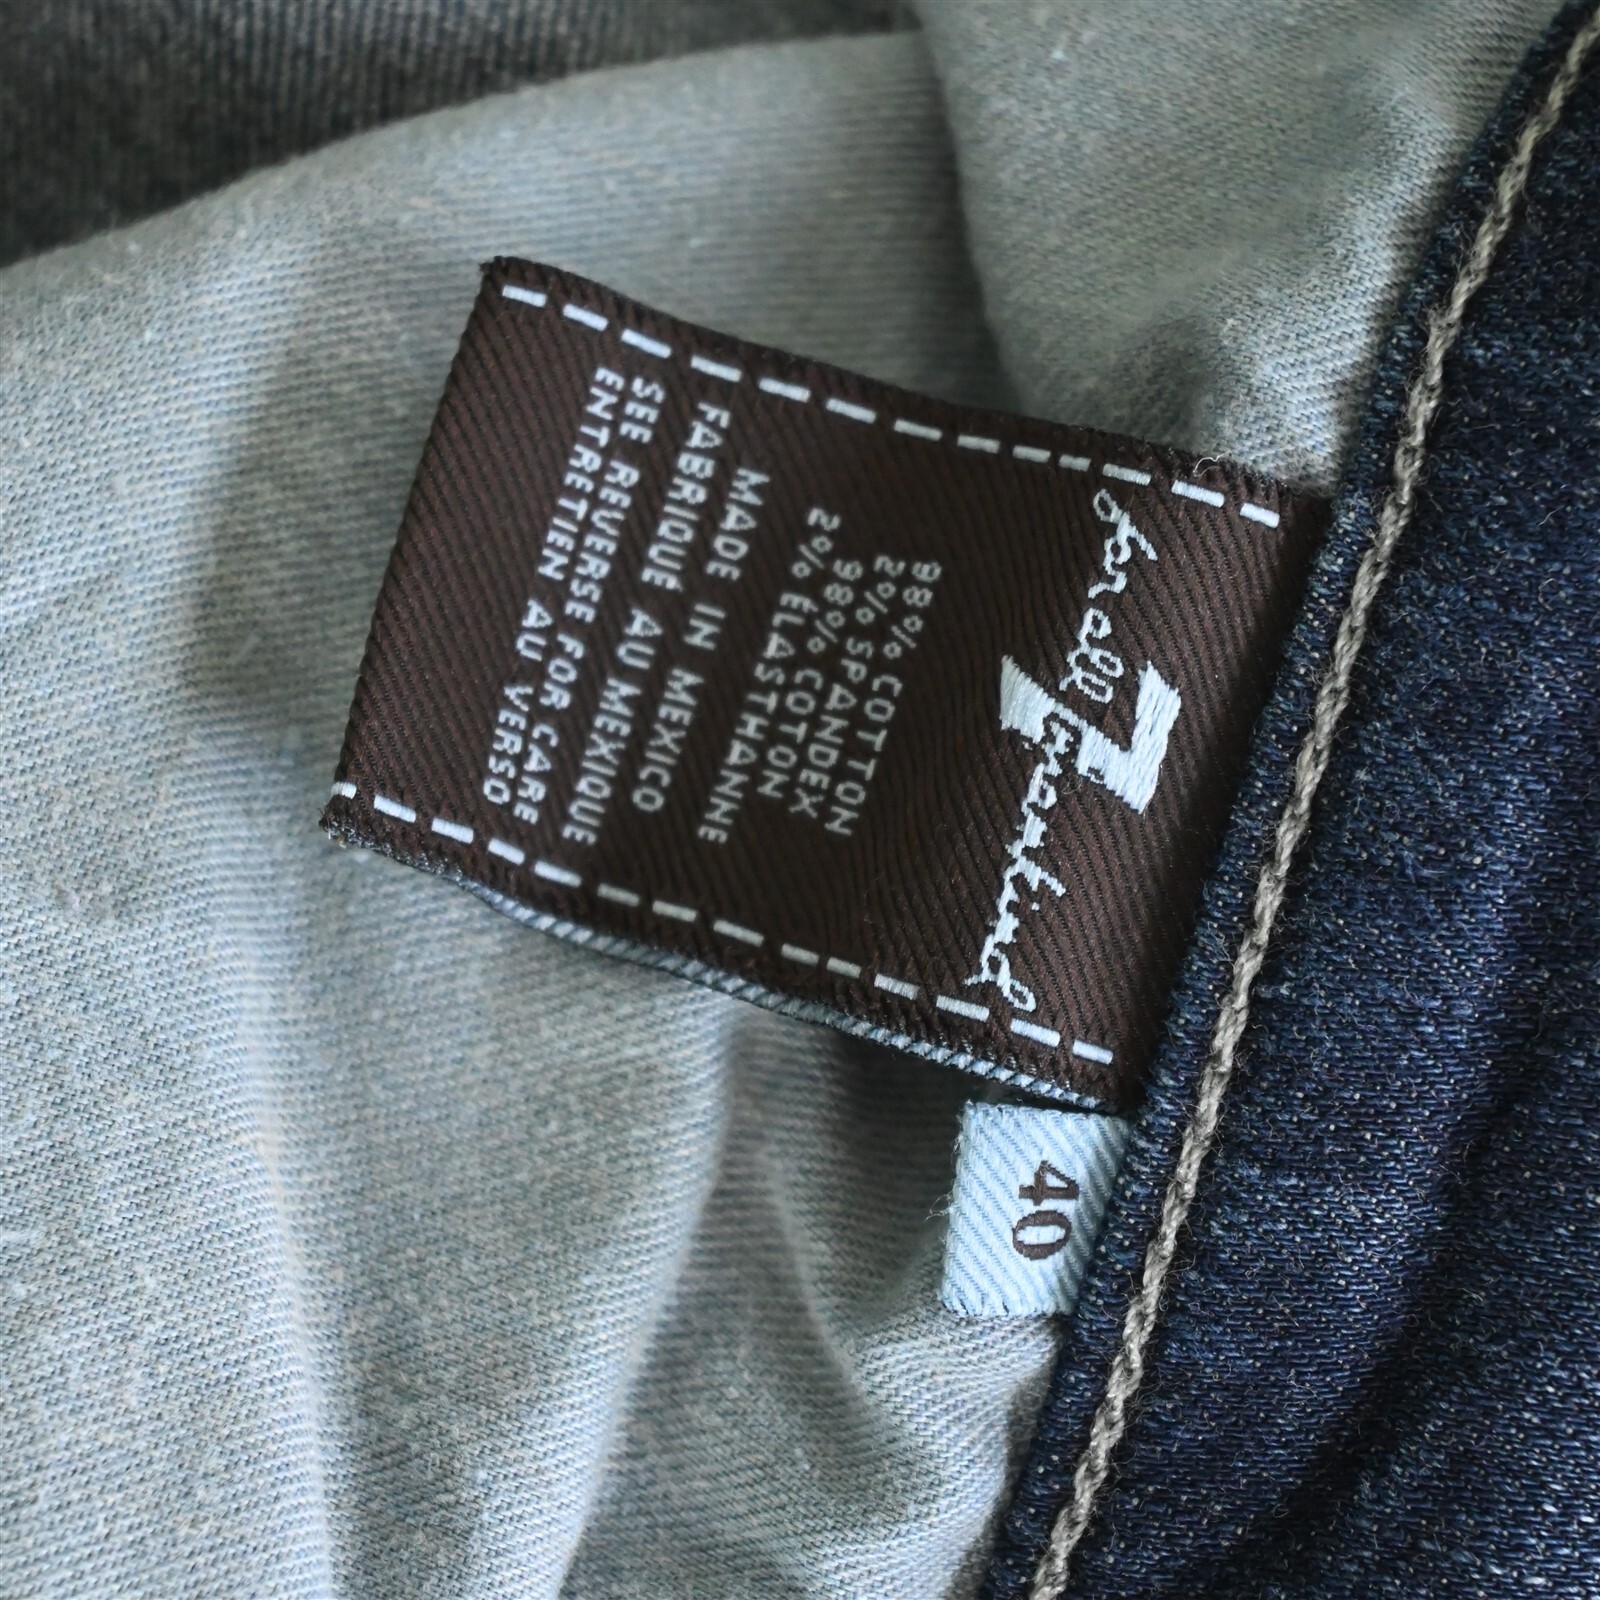 7
for all mankind
98% COTTON
2% SPANDEX
98% COTON
2% ELASTHANNE
MADE IN MEXICO
FABRIQUÉ AU MEXIQUE
SEE REVERSE FOR CARE
ENTRETIEN AU VERSO
40